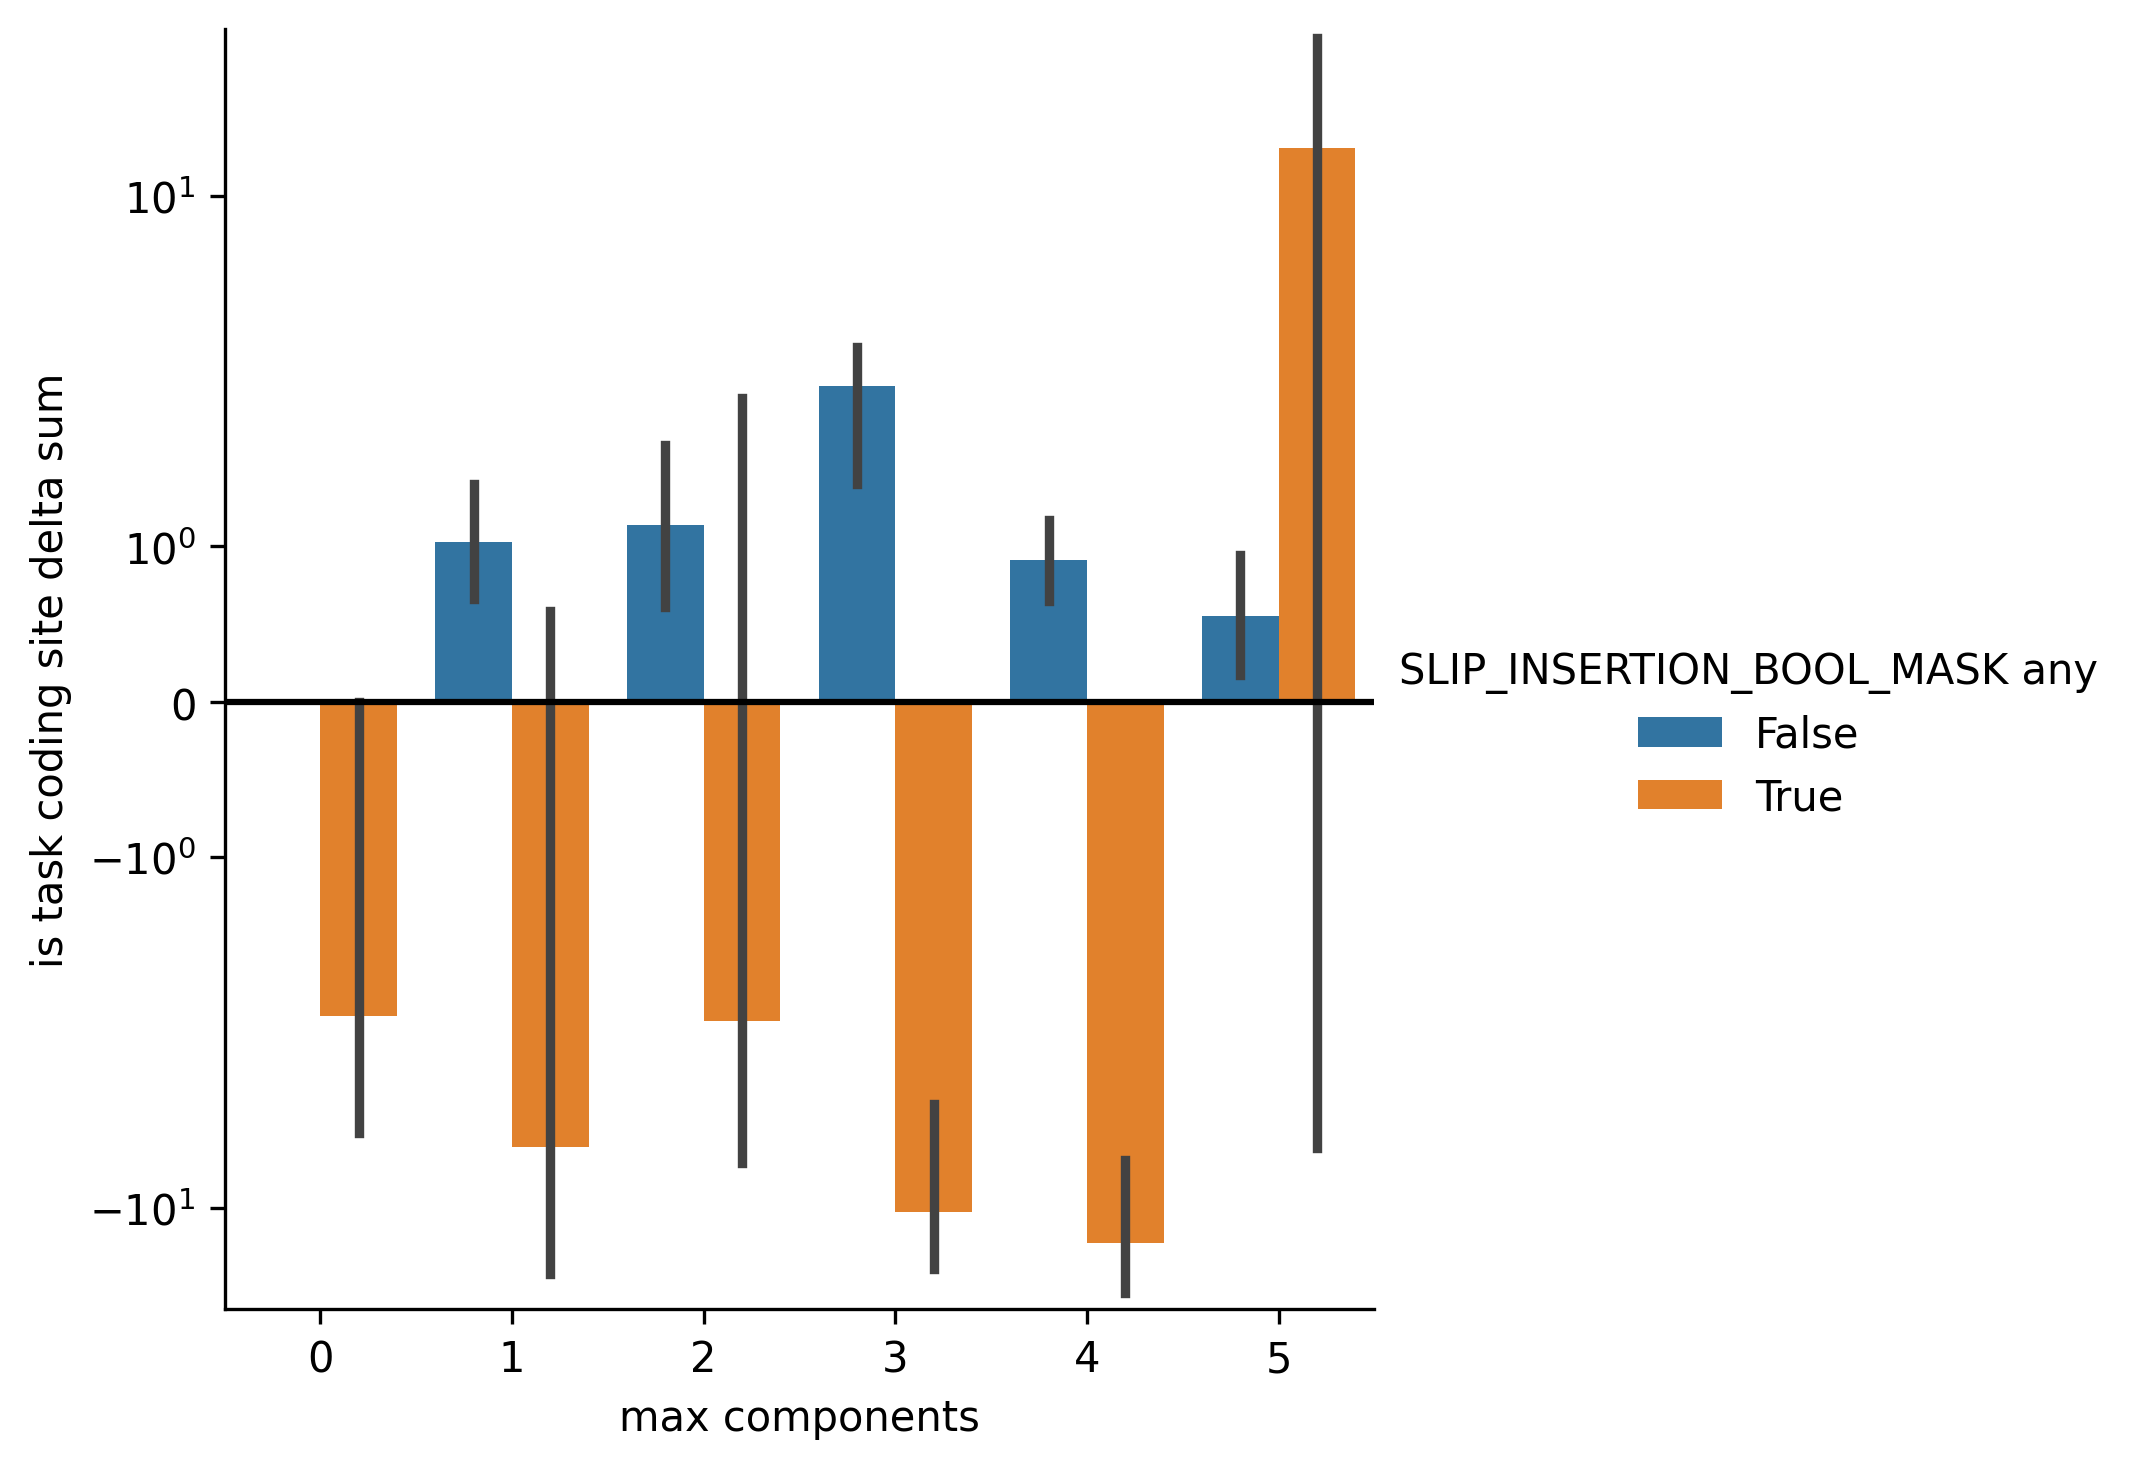 is task coding site delta sum
10¹
10⁰
0
−10⁰
−10¹
0 1 2 3 4 5
max components
SLIP_INSERTION_BOOL_MASK any
False
True